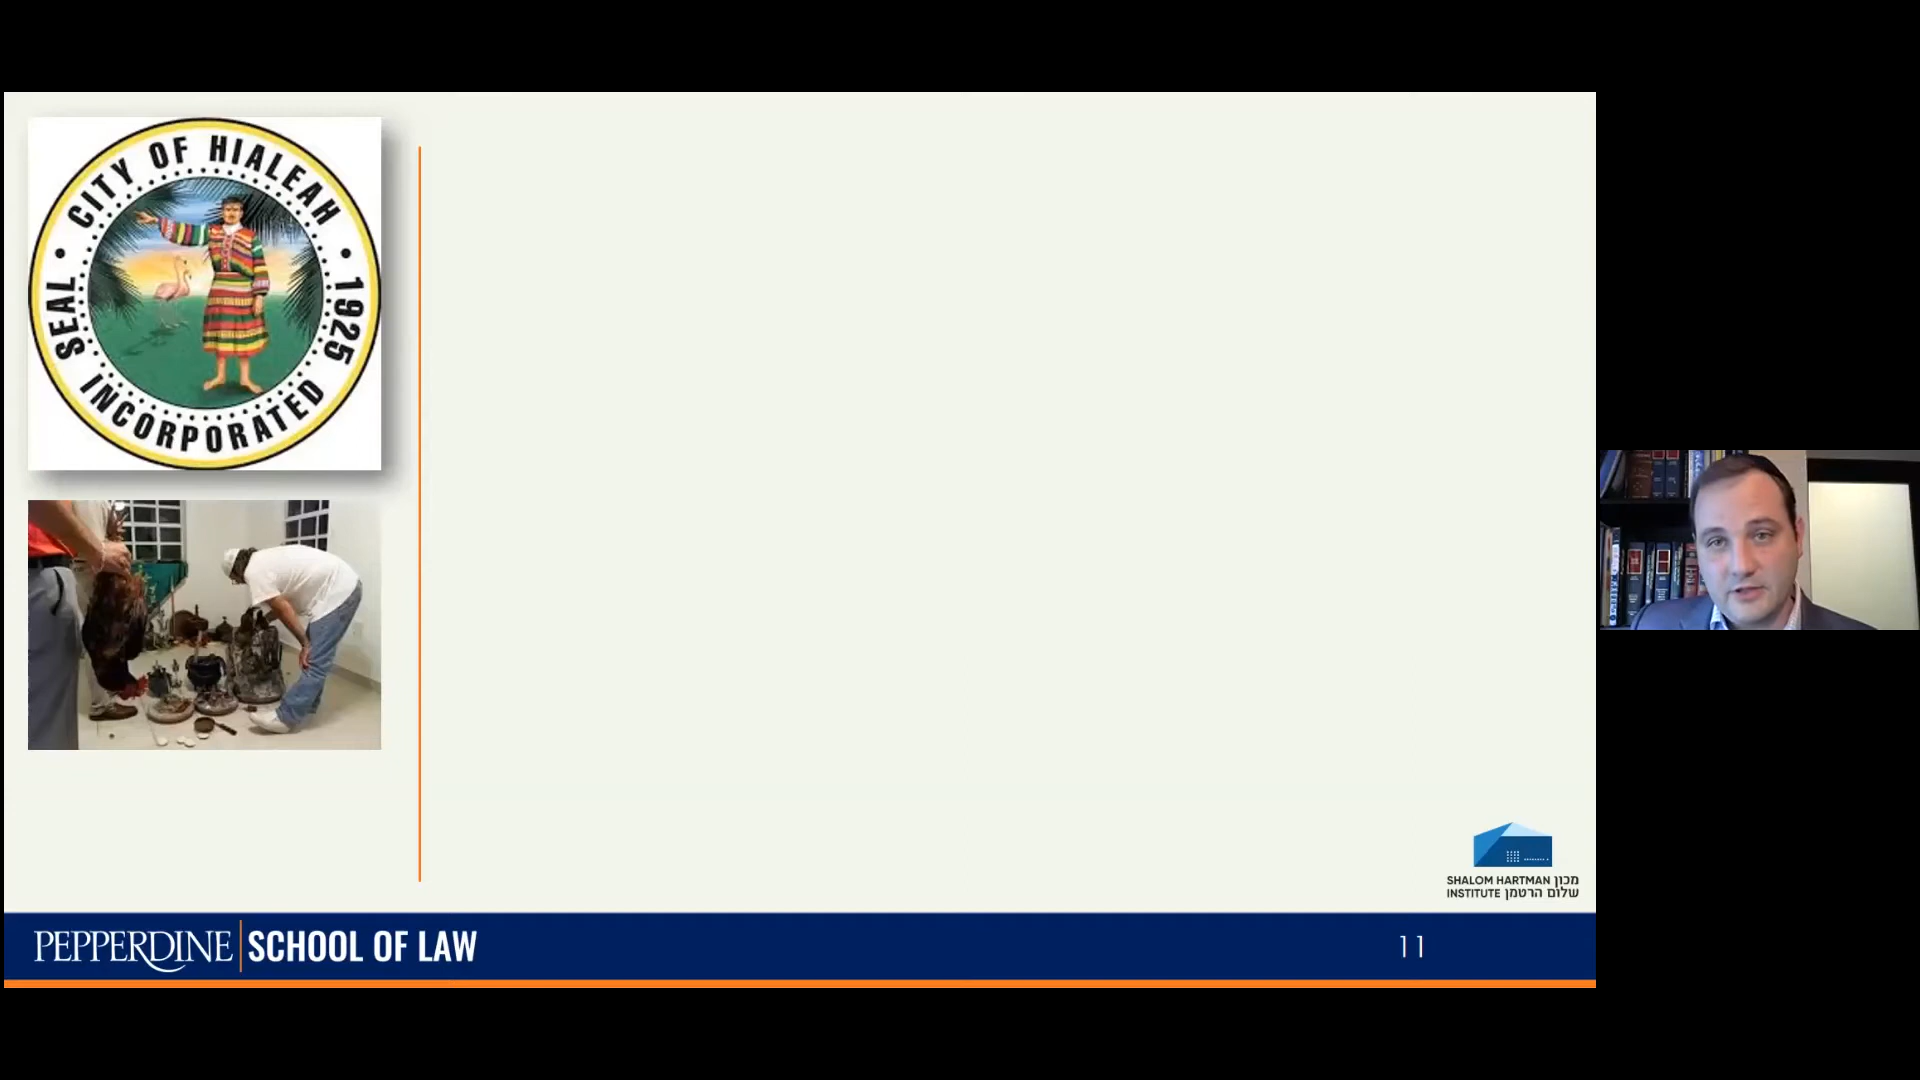 CITY OF HIALEAH
SEAL • INCORPORATED • 1925
SHALOM HARTMAN מכון
INSTITUTE שלום הרטמן
PEPPERDINE | SCHOOL OF LAW
11